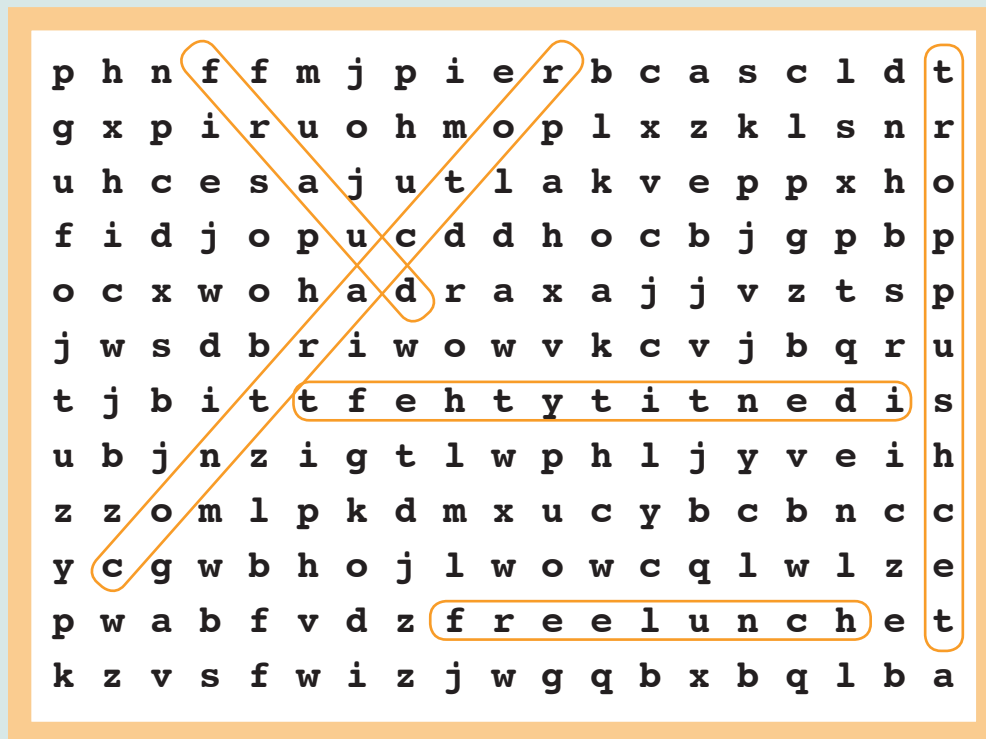 p h n f f m j p i e r b c a s c l d t
g x p i r u o h m o p l x z k l s n r
u h c e s a j u t l a k v e p p x h o
f i d j o p u c d d h o c b j g p b p
o c x w o h a d r a x a j j v z t s p
j w s d b r i w o w v k c v j b q r u
t j b i t t f e h t y t i t n e d i s
u b j n z i g t l w p h l j y v e i h
z z o m l p k d m x u c y b c b n c c
y c g w b h o j l w o w c q l w l z e
p w a b f v d z f r e e l u n c h e t
k z v s f w i z j w g q b x b q l b a